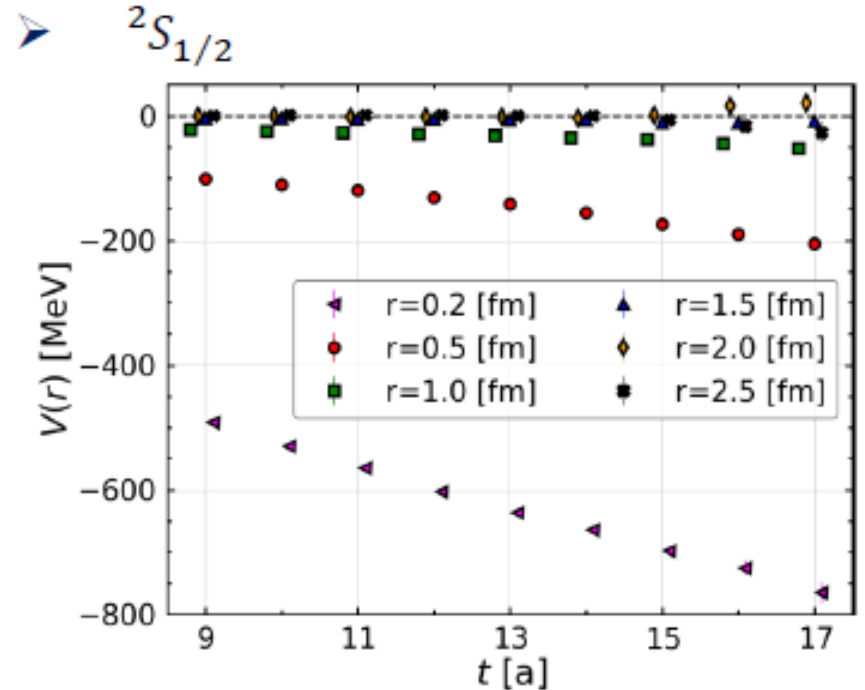 ➤ ²S₁/₂
0
−200
−400
−600
−800
V(r) [MeV]
r=0.2 [fm] r=1.5 [fm]
r=0.5 [fm] r=2.0 [fm]
r=1.0 [fm] r=2.5 [fm]
9 11 13 15 17
t [a]